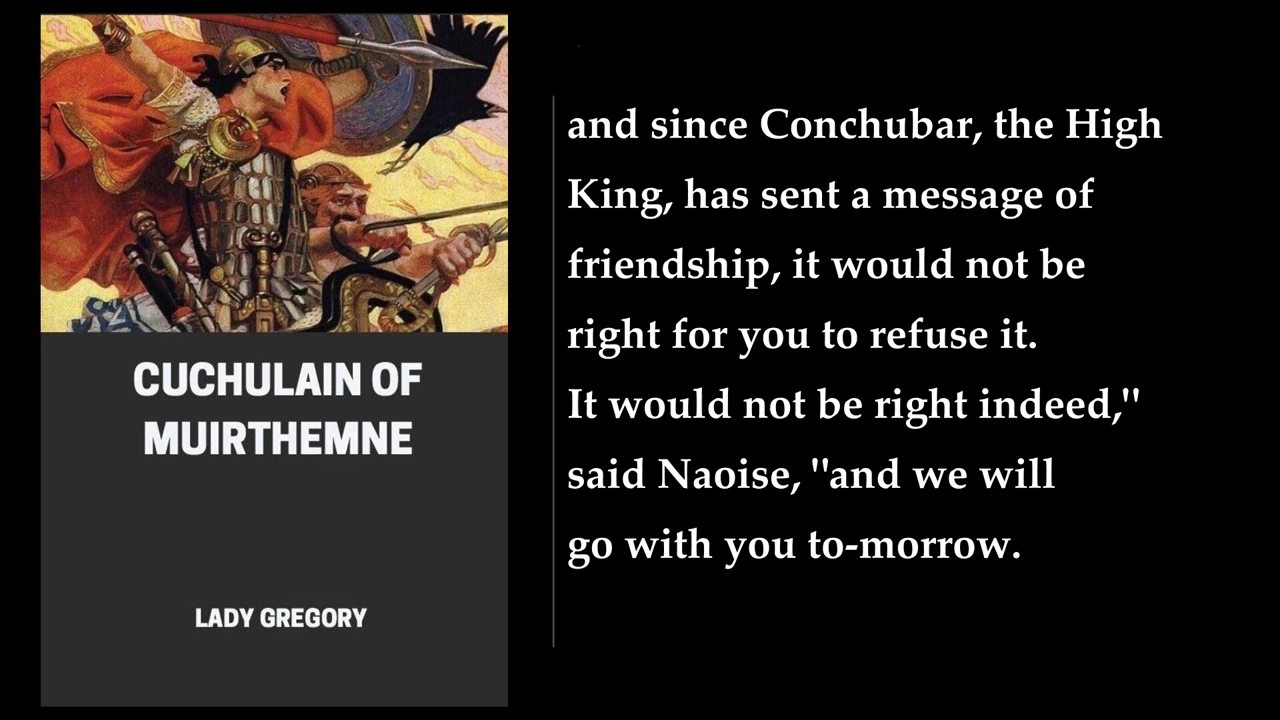 CUCHULAIN OF
MUIRTHEMNE
LADY GREGORY
and since Conchubar, the High
King, has sent a message of
friendship, it would not be
right for you to refuse it.
It would not be right indeed,"
said Naoise, "and we will
go with you to-morrow.